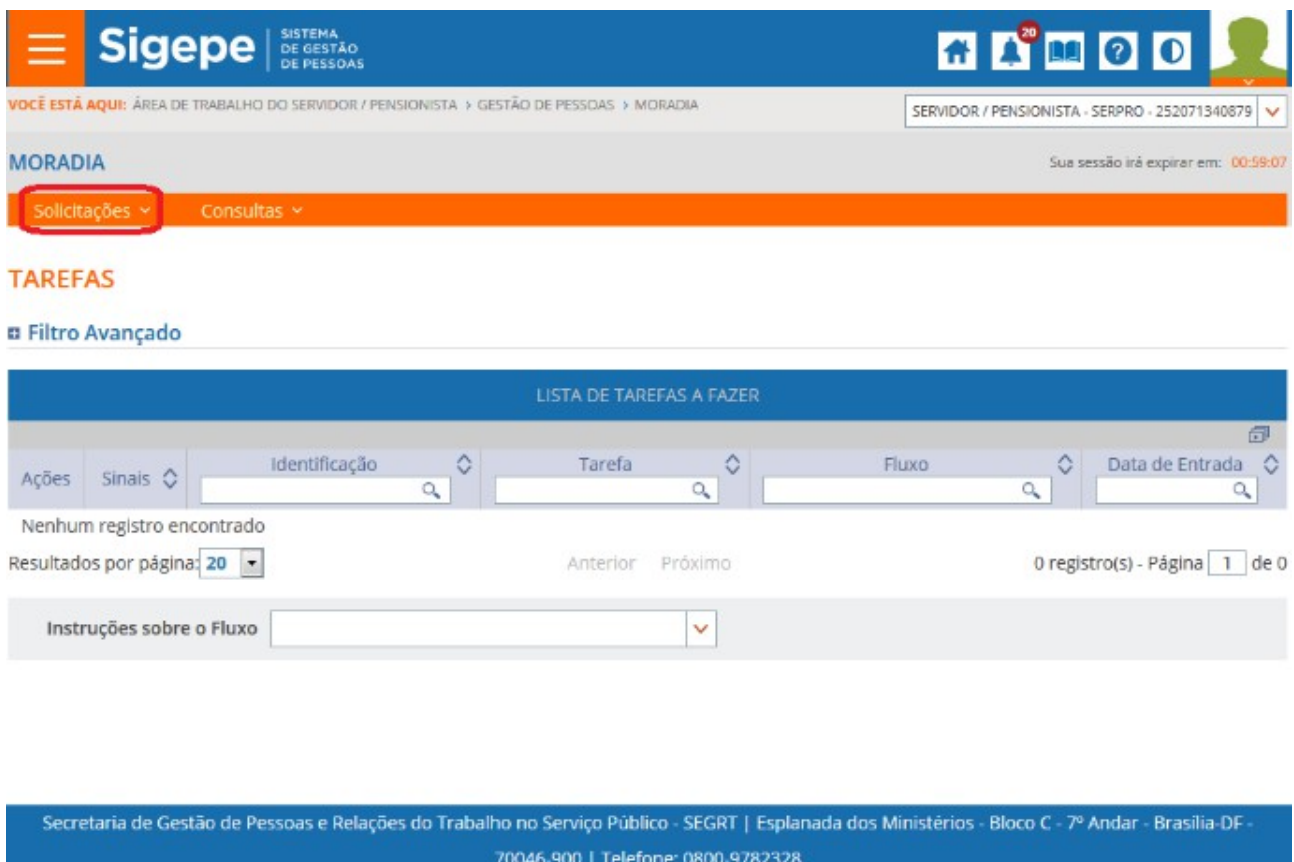 Sigepe
SISTEMA
DE GESTÃO
DE PESSOAS
20
VOCÊ ESTÁ AQUI: ÁREA DE TRABALHO DO SERVIDOR / PENSIONISTA > GESTÃO DE PESSOAS > MORADIA
SERVIDOR / PENSIONISTA - SERPRO - 252071340879
MORADIA
Sua sessão irá expirar em: 00:59:07
Solicitações Consultas
TAREFAS
Filtro Avançado
LISTA DE TAREFAS A FAZER
Ações Sinais Identificação Tarefa Fluxo Data de Entrada
Nenhum registro encontrado
Resultados por página: 20 Anterior Próximo 0 registro(s) - Página 1 de 0
Instruções sobre o Fluxo
Secretaria de Gestão de Pessoas e Relações do Trabalho no Serviço Público - SEGRT | Esplanada dos Ministérios - Bloco C - 7º Andar - Brasília-DF -
70046-900 | Telefone: 0800-9782328